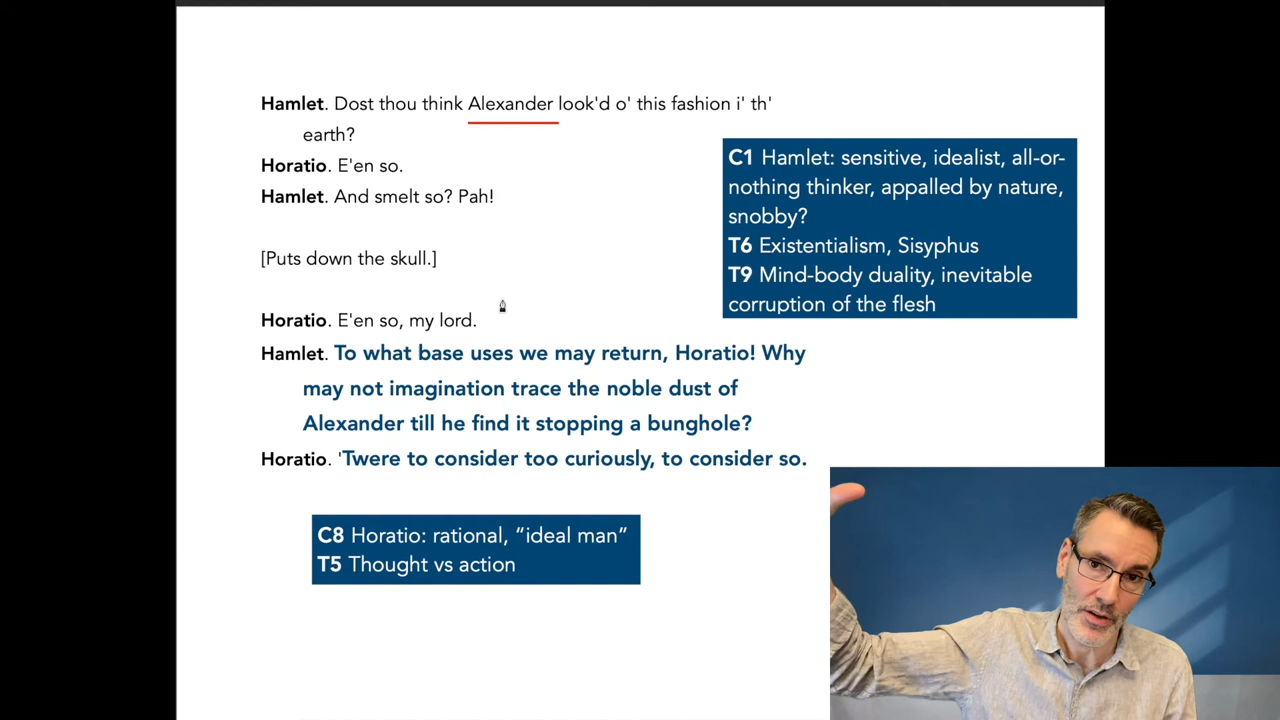 Hamlet. Dost thou think Alexander look'd o' this fashion i' th'
earth?
Horatio. E'en so.
Hamlet. And smelt so? Pah!
[Puts down the skull.]
Horatio. E'en so, my lord.
Hamlet. To what base uses we may return, Horatio! Why
may not imagination trace the noble dust of
Alexander till he find it stopping a bunghole?
Horatio. 'Twere to consider too curiously, to consider so.
C1 Hamlet: sensitive, idealist, all-or-
nothing thinker, appalled by nature,
snobby?
T6 Existentialism, Sisyphus
T9 Mind-body duality, inevitable
corruption of the flesh
C8 Horatio: rational, “ideal man”
T5 Thought vs action